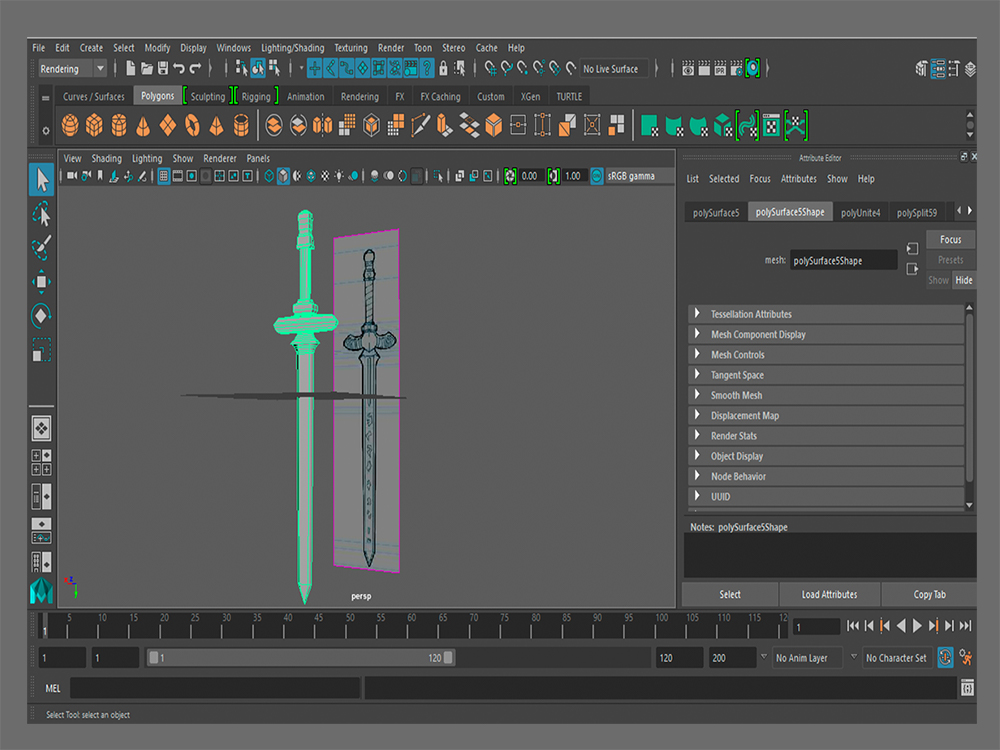 File Edit Create Select Modify Display Windows Lighting/Shading Texturing Render Toon Stereo Cache Help
Rendering No Live Surface
Curves / Surfaces Polygons Sculpting Rigging Animation Rendering FX FX Caching Custom XGen TURTLE
View Shading Lighting Show Renderer Panels
0.00 1.00 sRGB gamma
persp
Attribute Editor
List Selected Focus Attributes Show Help
polySurface5 polySurface5Shape polyUnite4 polySplit59
Focus
mesh: polySurface5Shape
Presets
Show Hide
Tessellation Attributes
Mesh Component Display
Mesh Controls
Tangent Space
Smooth Mesh
Displacement Map
Render Stats
Object Display
Node Behavior
UUID
Notes: polySurface5Shape
Select Load Attributes Copy Tab
5 10 15 20 25 30 35 40 45 50 55 60 65 70 75 80 85 90 95 100 105 110 115 12
1 1
1 1 1 120 120 200 No Anim Layer No Character Set
MEL
Select Tool: select an object